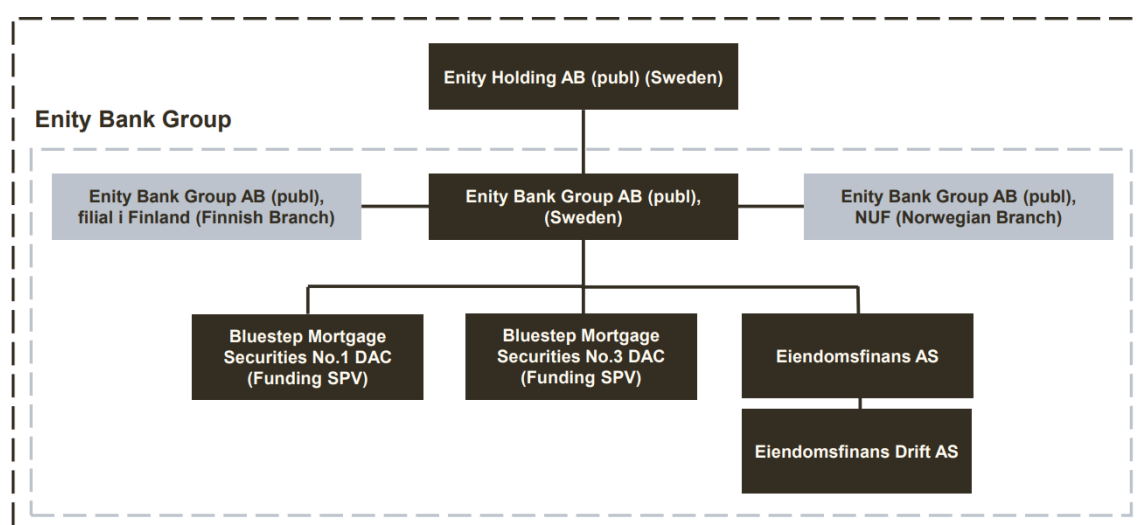 Enity Holding AB (publ) (Sweden)
Enity Bank Group
Enity Bank Group AB (publ),
filial i Finland (Finnish Branch)
Enity Bank Group AB (publ),
(Sweden)
Enity Bank Group AB (publ),
NUF (Norwegian Branch)
Bluestep Mortgage
Securities No.1 DAC
(Funding SPV)
Bluestep Mortgage
Securities No.3 DAC
(Funding SPV)
Eiendomsfinans AS
Eiendomsfinans Drift AS